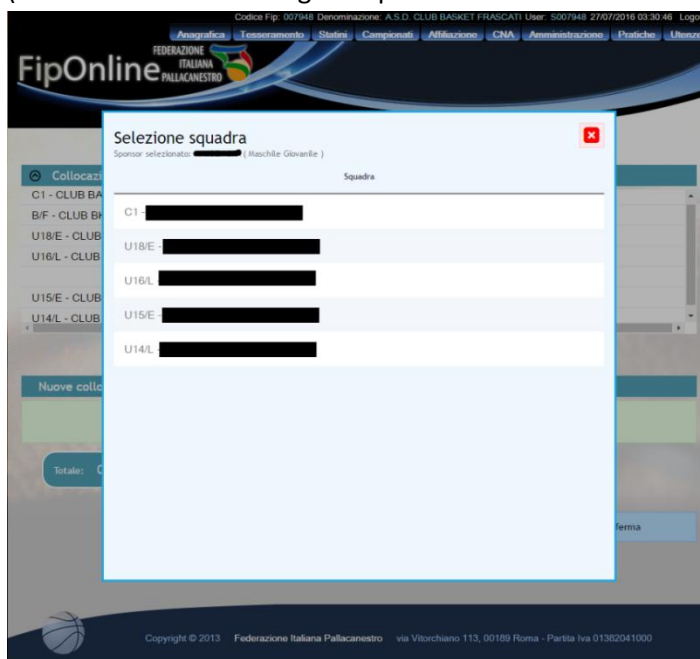 Codice Fip: 007948 Denominazione: A.S.D. CLUB BASKET FRASCATI User: S007948 27/07/2016 03:30:46 Logo
Anagrafica Tesseramento Statini Campionati Affiliazione CNA Amministrazione Pratiche Utenze
FipOnline
FEDERAZIONE
ITALIANA
PALLACANESTRO
Selezione squadra
Sponsor selezionato: ( Maschile Giovanile )
Squadra
C1 -
U18/E -
U16/L
U15/E -
U14/L -
Collocazi
C1 - CLUB BA
B/F - CLUB BK
U18/E - CLUB
U16/L - CLUB
U15/E - CLUB
U14/L - CLUB
Nuove collo
Totale:
ferma
Copyright © 2013 Federazione Italiana Pallacanestro via Vitorchiano 113, 00189 Roma - Partita Iva 01382041000